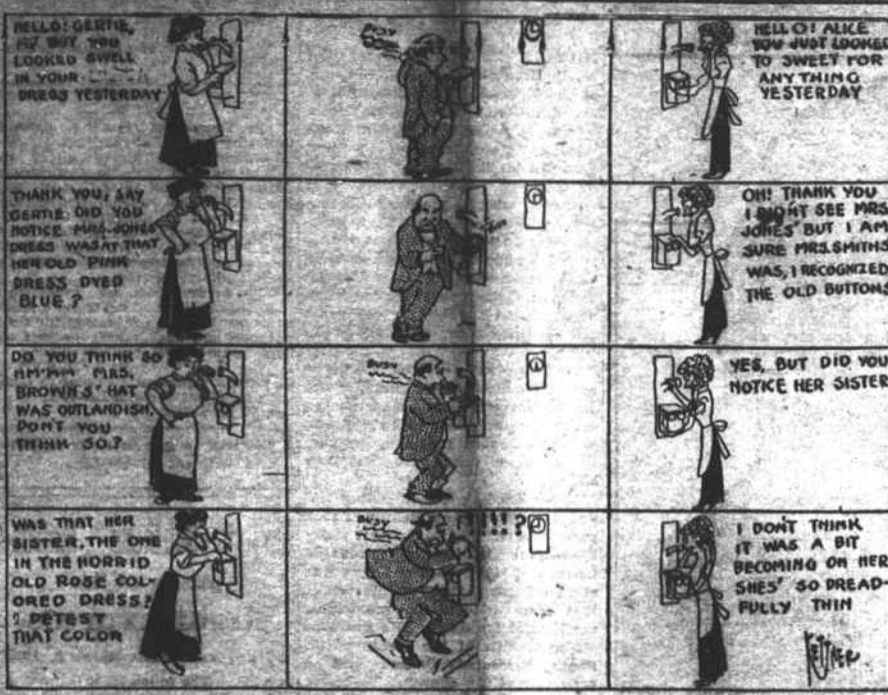 HELLO! GERTIE,
MY BUT YOU
LOOKED SWELL
IN YOUR
DRESS YESTERDAY
BUSY
HELLO! ALICE
YOU JUST LOOKED
TO SWEET FOR
ANYTHING
YESTERDAY
THANK YOU, SAY
GERTIE DID YOU
NOTICE MRS. JONES'
DRESS WASN'T THAT
HER OLD PINK
DRESS DYED
BLUE?
OH! THANK YOU
I DIDN'T SEE MRS.
JONES' BUT I AM
SURE MRS. SMITHS
WAS, I RECOGNIZED
THE OLD BUTTONS
DO YOU THINK SO
HM'HM MRS.
BROWNS' HAT
WAS OUTLANDISH,
DON'T YOU
THINK SO?
BUSY
YES, BUT DID YOU
NOTICE HER SISTER
WAS THAT HER
SISTER, THE ONE
IN THE HORRID
OLD ROSE COL-
ORED DRESS?
I DETEST
THAT COLOR
BUSY
!!!!?
I DON'T THINK
IT WAS A BIT
BECOMING ON HER
SHES' SO DREAD-
FULLY THIN